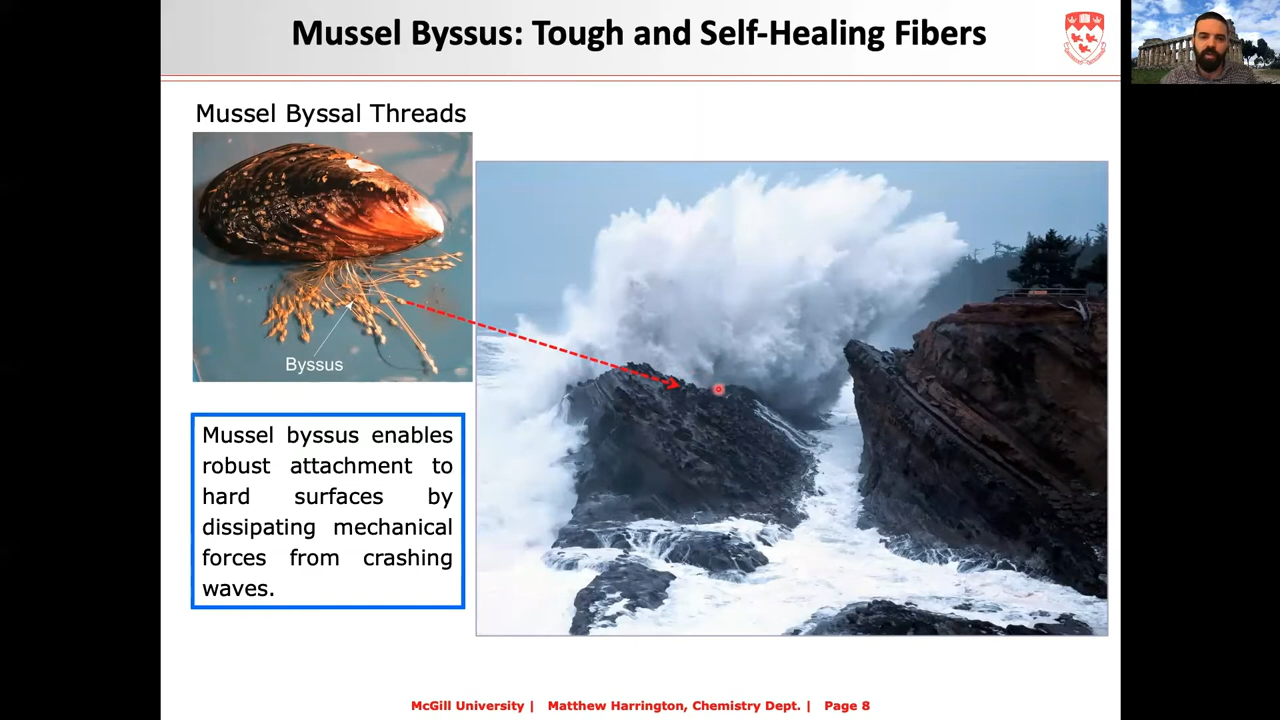 Mussel Byssus: Tough and Self-Healing Fibers
Mussel Byssal Threads
Byssus
Mussel byssus enables
robust attachment to
hard surfaces by
dissipating mechanical
forces from crashing
waves.
McGill University | Matthew Harrington, Chemistry Dept. | Page 8